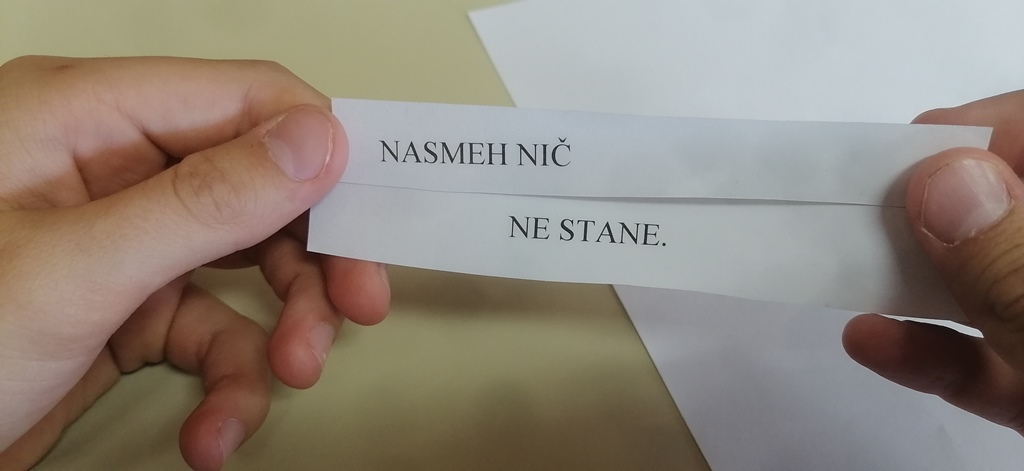 NASMEH NIČ
NE STANE.